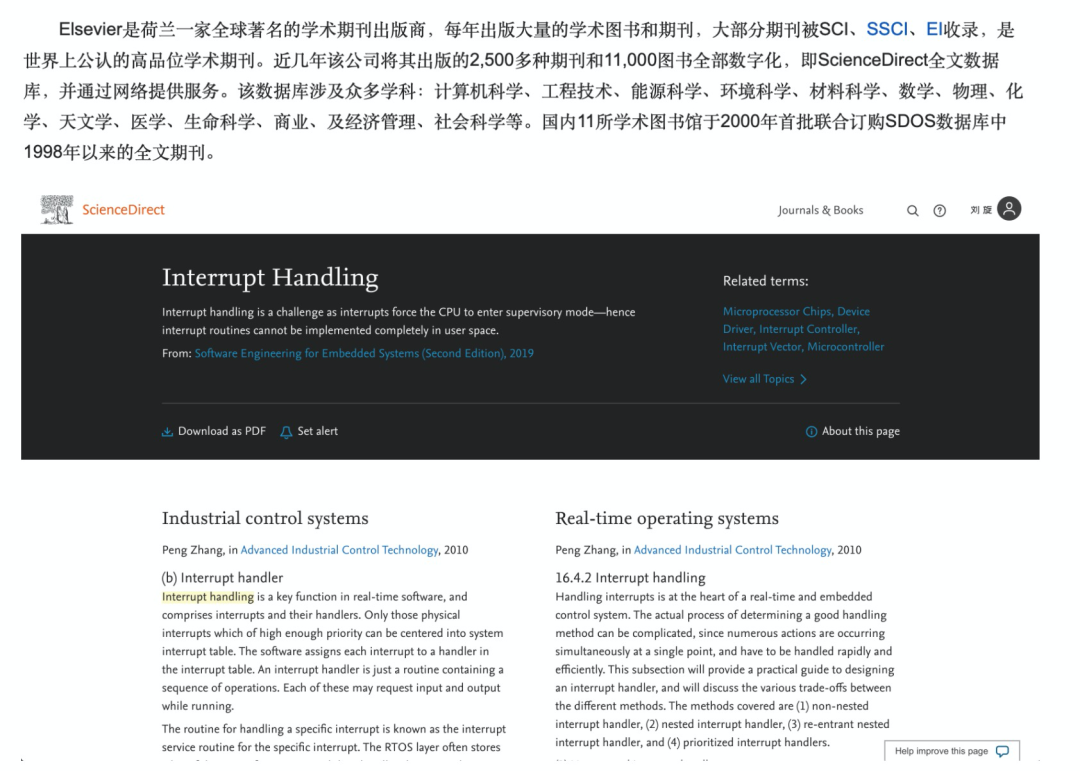 Elsevier是荷兰一家全球著名的学术期刊出版商，每年出版大量的学术图书和期刊，大部分期刊被SCI、SSCI、EI收录，是
世界上公认的高品位学术期刊。近几年该公司将其出版的2,500多种期刊和11,000图书全部数字化，即ScienceDirect全文数据
库，并通过网络提供服务。该数据库涉及众多学科：计算机科学、工程技术、能源科学、环境科学、材料科学、数学、物理、化
学、天文学、医学、生命科学、商业、及经济管理、社会科学等。国内11所学术图书馆于2000年首批联合订购SDOS数据库中
1998年以来的全文期刊。
ScienceDirect
Journals & Books
刘 旋
Interrupt Handling
Interrupt handling is a challenge as interrupts force the CPU to enter supervisory mode—hence
interrupt routines cannot be implemented completely in user space.
From: Software Engineering for Embedded Systems (Second Edition), 2019
Related terms:
Microprocessor Chips, Device
Driver, Interrupt Controller,
Interrupt Vector, Microcontroller
View all Topics
Download as PDF
Set alert
About this page
Industrial control systems
Peng Zhang, in Advanced Industrial Control Technology, 2010
(b) Interrupt handler
Interrupt handling is a key function in real-time software, and
comprises interrupts and their handlers. Only those physical
interrupts which of high enough priority can be centered into system
interrupt table. The software assigns each interrupt to a handler in
the interrupt table. An interrupt handler is just a routine containing a
sequence of operations. Each of these may request input and output
while running.
The routine for handling a specific interrupt is known as the interrupt
service routine for the specific interrupt. The RTOS layer often stores
Real-time operating systems
Peng Zhang, in Advanced Industrial Control Technology, 2010
16.4.2 Interrupt handling
Handling interrupts is at the heart of a real-time and embedded
control system. The actual process of determining a good handling
method can be complicated, since numerous actions are occurring
simultaneously at a single point, and have to be handled rapidly and
efficiently. This subsection will provide a practical guide to designing
an interrupt handler, and will discuss the various trade-offs between
the different methods. The methods covered are (1) non-nested
interrupt handler, (2) nested interrupt handler, (3) re-entrant nested
interrupt handler, and (4) prioritized interrupt handlers.
Help improve this page